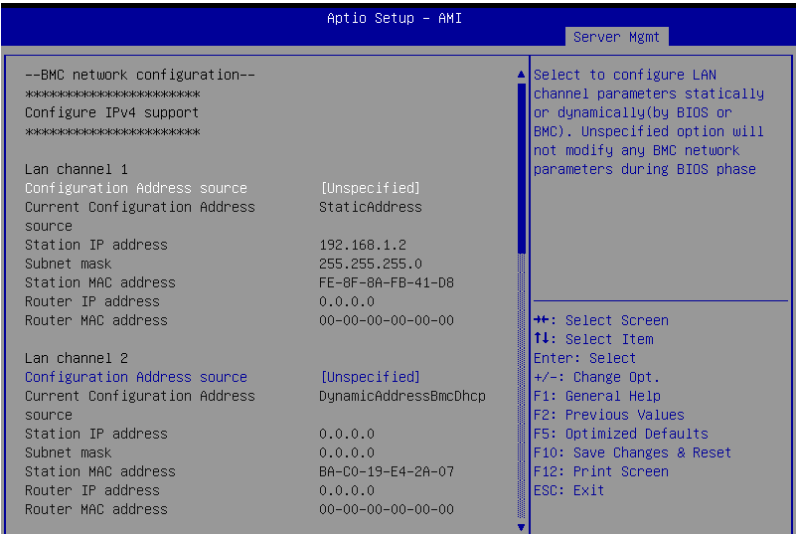 Aptio Setup – AMI
Server Mgmt
--BMC network configuration--
************************
Configure IPv4 support
************************
Lan channel 1
Configuration Address source [Unspecified]
Current Configuration Address StaticAddress
source
Station IP address 192.168.1.2
Subnet mask 255.255.255.0
Station MAC address FE-8F-8A-FB-41-D8
Router IP address 0.0.0.0
Router MAC address 00-00-00-00-00-00
Lan channel 2
Configuration Address source [Unspecified]
Current Configuration Address DynamicAddressBmcDhcp
source
Station IP address 0.0.0.0
Subnet mask 0.0.0.0
Station MAC address BA-C0-19-E4-2A-07
Router IP address 0.0.0.0
Router MAC address 00-00-00-00-00-00
Select to configure LAN
channel parameters statically
or dynamically(by BIOS or
BMC). Unspecified option will
not modify any BMC network
parameters during BIOS phase
→←: Select Screen
↑↓: Select Item
Enter: Select
+/-: Change Opt.
F1: General Help
F2: Previous Values
F5: Optimized Defaults
F10: Save Changes & Reset
F12: Print Screen
ESC: Exit